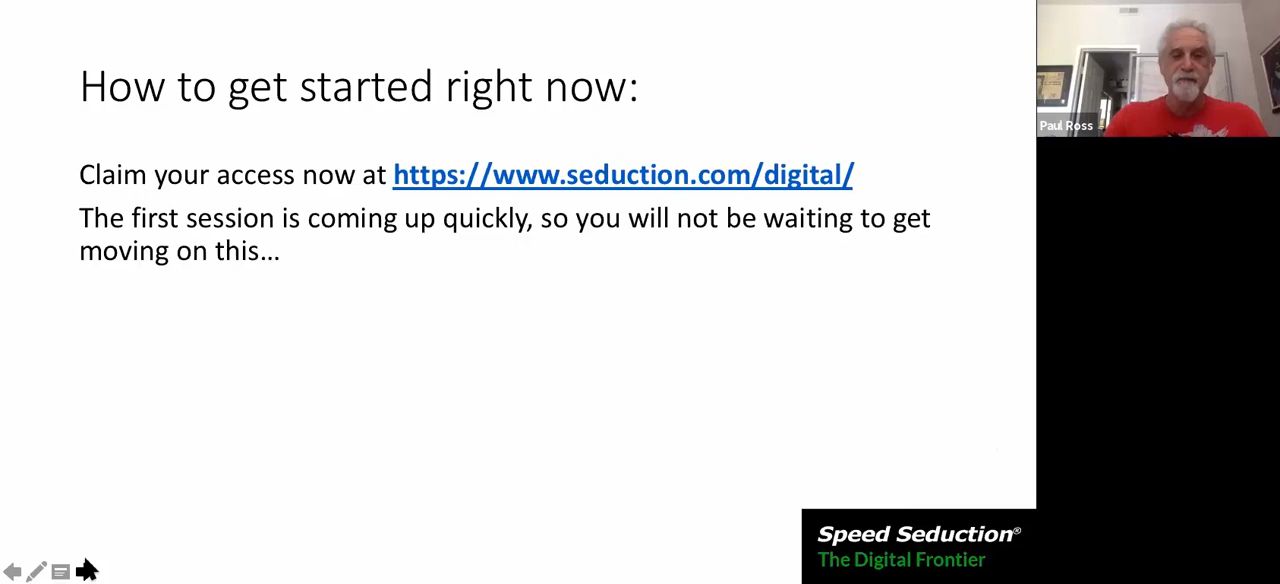 How to get started right now:
Claim your access now at https://www.seduction.com/digital/
The first session is coming up quickly, so you will not be waiting to get
moving on this...
Paul Ross
Speed Seduction®
The Digital Frontier